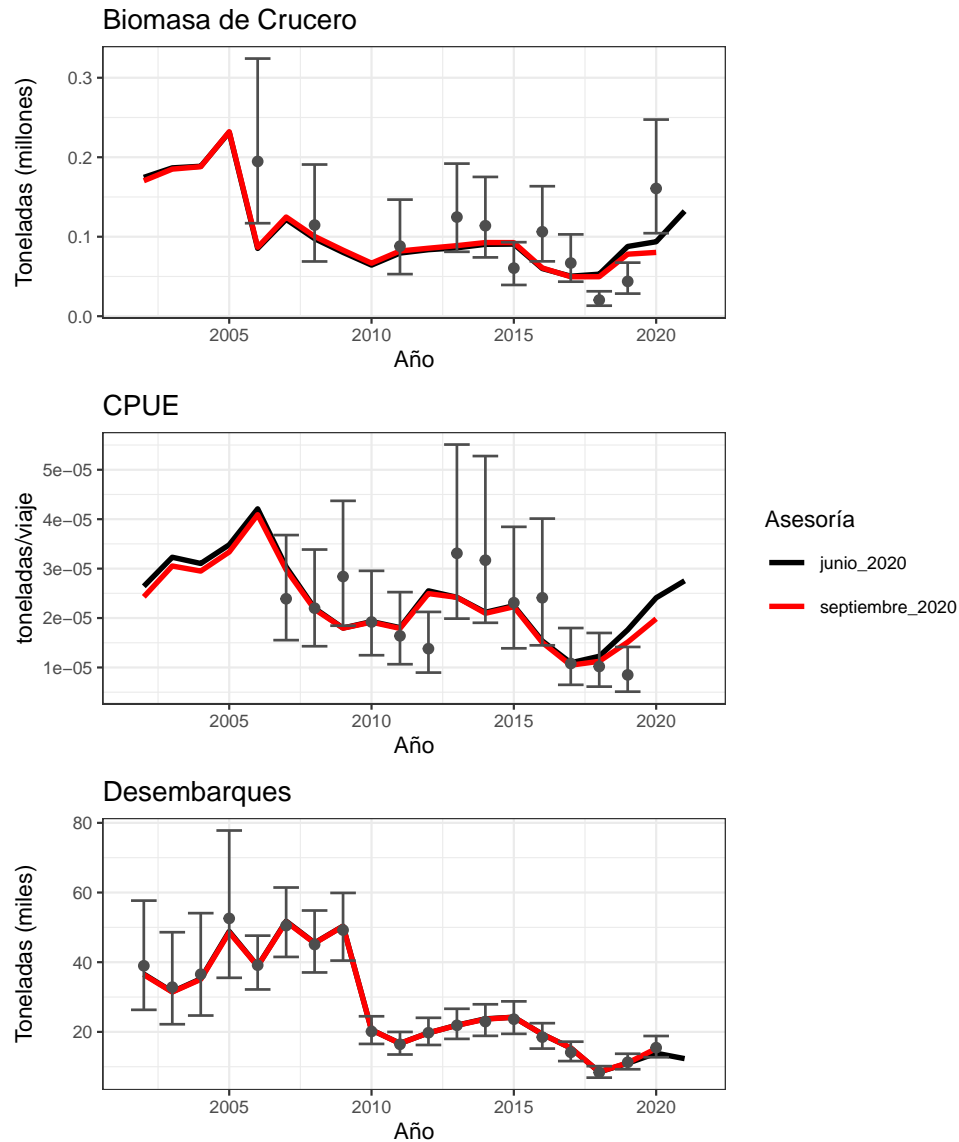 Biomasa de Crucero
Toneladas (millones)
0.3
0.2
0.1
0.0
2005 2010 2015 2020
Año
CPUE
toneladas/viaje
5e−05
4e−05
3e−05
2e−05
1e−05
2005 2010 2015 2020
Año
Asesoría
junio_2020
septiembre_2020
Desembarques
Toneladas (miles)
80
60
40
20
2005 2010 2015 2020
Año